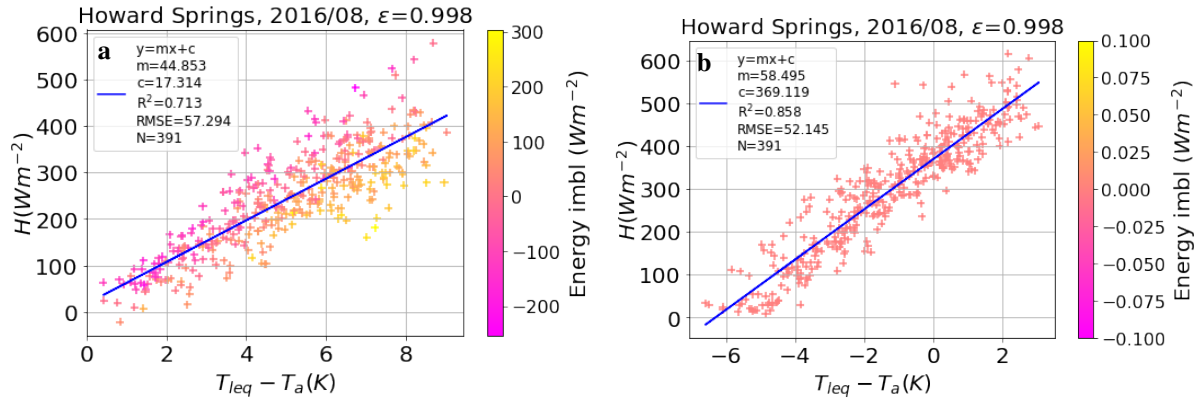 Howard Springs, 2016/08, ε=0.998
a
y=mx+c
m=44.853
c=17.314
R²=0.713
RMSE=57.294
N=391
600
500
400
300
200
100
0
H(Wm⁻²)
0 2 4 6 8
T_leq − T_a(K)
300
200
100
0
−100
−200
Energy imbl (Wm⁻²)
Howard Springs, 2016/08, ε=0.998
b
y=mx+c
m=58.495
c=369.119
R²=0.858
RMSE=52.145
N=391
600
500
400
300
200
100
0
H(Wm⁻²)
−6 −4 −2 0 2
T_leq − T_a(K)
0.100
0.075
0.050
0.025
0.000
−0.025
−0.050
−0.075
−0.100
Energy imbl (Wm⁻²)